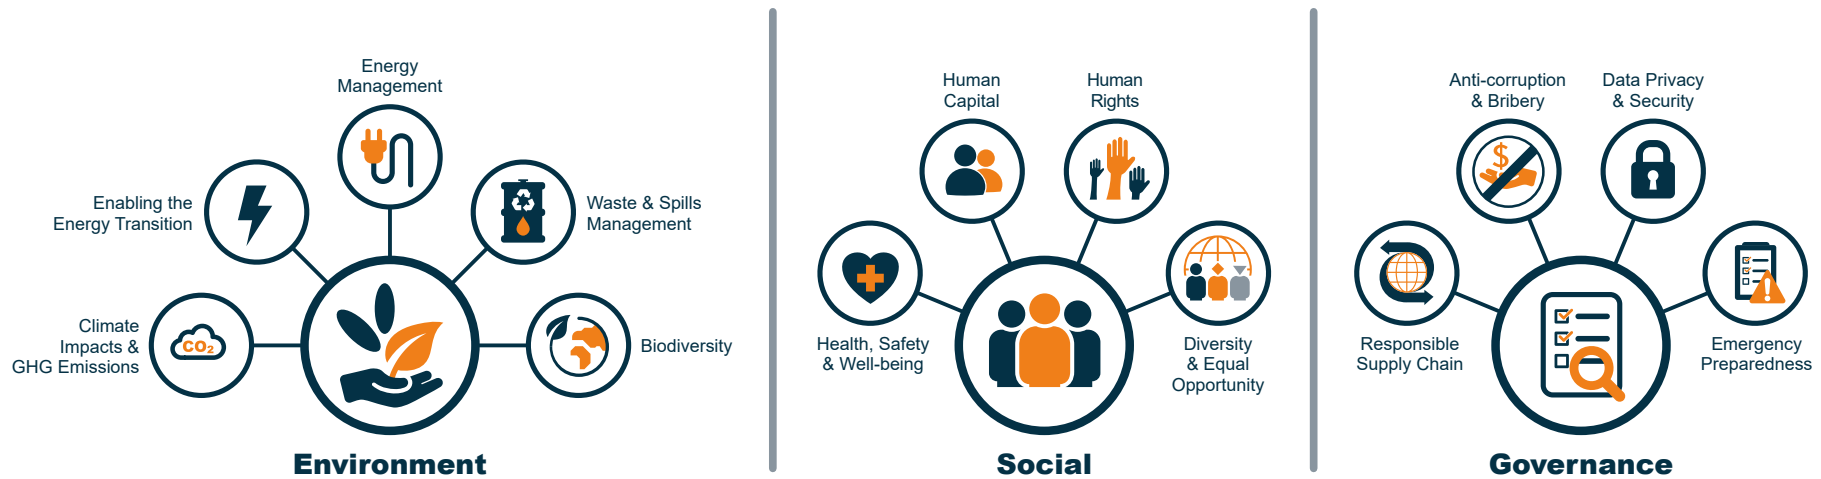 Energy
Management
Enabling the
Energy Transition
Waste & Spills
Management
Climate
Impacts &
GHG Emissions
CO₂
Biodiversity
Environment
Human
Capital
Human
Rights
Health, Safety
& Well-being
Diversity
& Equal
Opportunity
Social
Anti-corruption
& Bribery
$
Data Privacy
& Security
Responsible
Supply Chain
Emergency
Preparedness
!
Governance